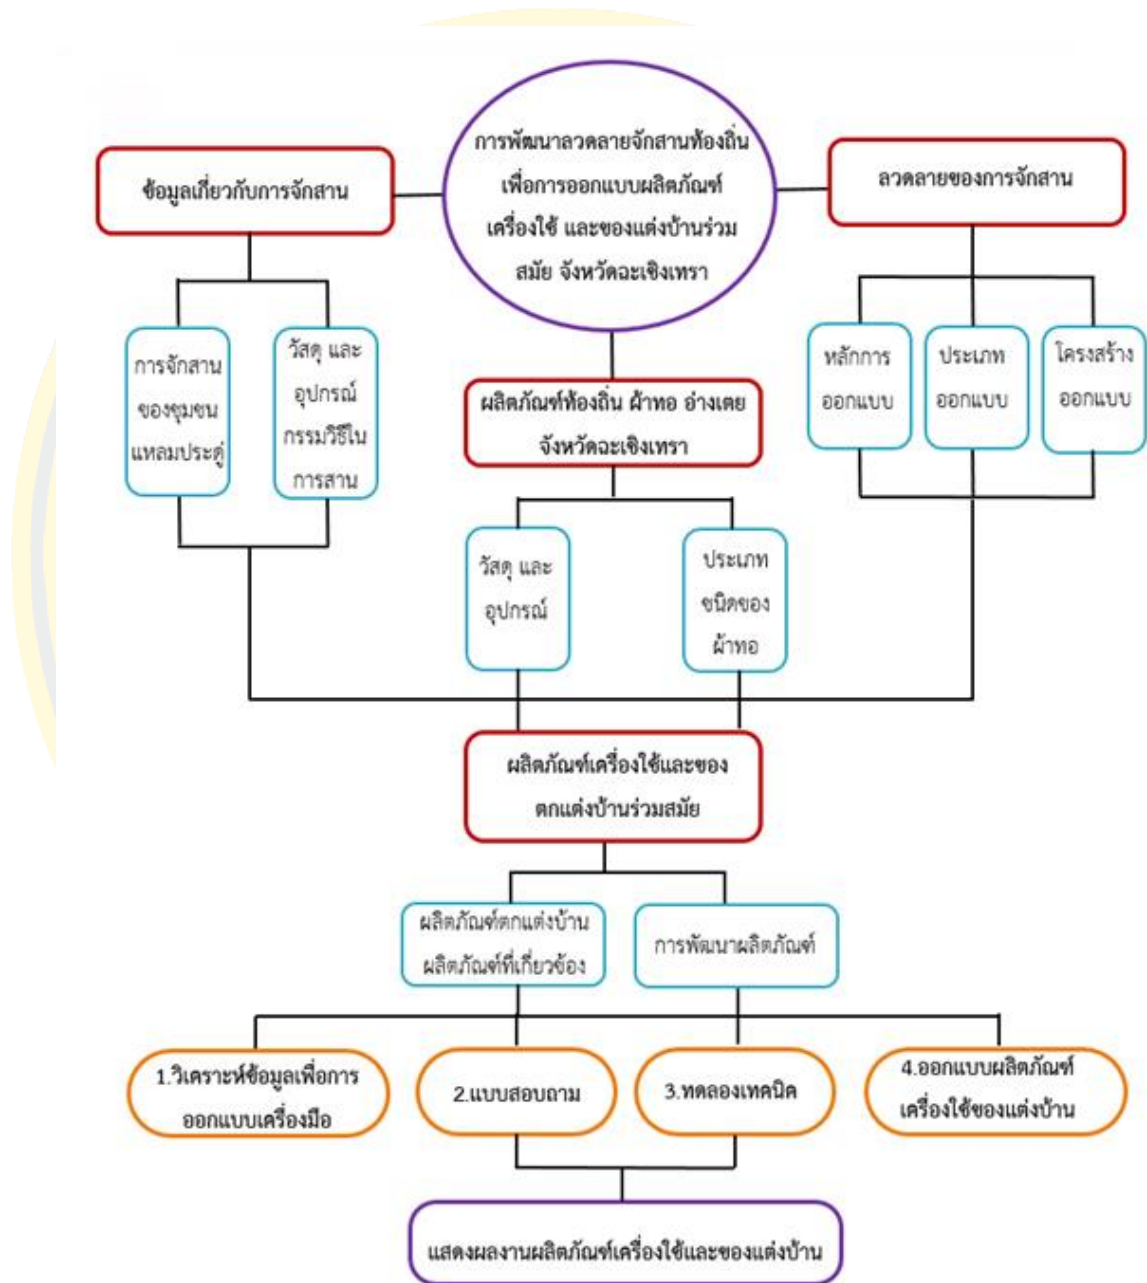 การพัฒนาลวดลายจักสานท้องถิ่น
เพื่อการออกแบบผลิตภัณฑ์
เครื่องใช้ และของแต่งบ้านร่วม
สมัย จังหวัดฉะเชิงเทรา
ข้อมูลเกี่ยวกับการจักสาน
ลวดลายของการจักสาน
การจักสาน
ของชุมชน
แหลมประดู่
วัสดุ และ
อุปกรณ์
กรรมวิธีใน
การสาน
ผลิตภัณฑ์ท้องถิ่น ผ้าทอ อ่างเตย
จังหวัดฉะเชิงเทรา
หลักการ
ออกแบบ
ประเภท
ออกแบบ
โครงสร้าง
ออกแบบ
วัสดุ และ
อุปกรณ์
ประเภท
ชนิดของ
ผ้าทอ
ผลิตภัณฑ์เครื่องใช้และของ
ตกแต่งบ้านร่วมสมัย
ผลิตภัณฑ์ตกแต่งบ้าน
ผลิตภัณฑ์ที่เกี่ยวข้อง
การพัฒนาผลิตภัณฑ์
1.วิเคราะห์ข้อมูลเพื่อการ
ออกแบบเครื่องมือ
2.แบบสอบถาม
3.ทดลองเทคนิค
4.ออกแบบผลิตภัณฑ์
เครื่องใช้ของแต่งบ้าน
แสดงผลงานผลิตภัณฑ์เครื่องใช้และของแต่งบ้าน